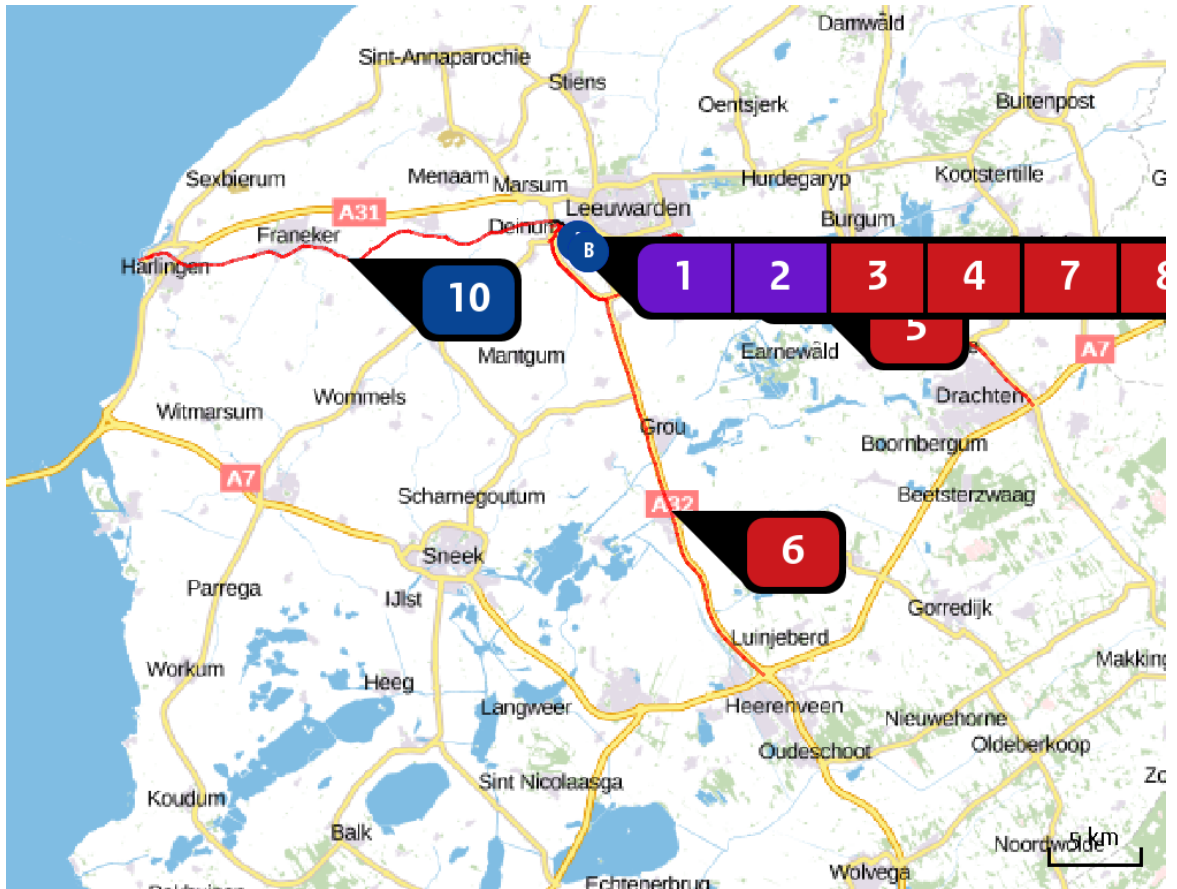 Damwâld
Sint-Annaparochie
Stiens
Oentsjerk
Buitenpost
Sexbierum
Menaam
Marsum
Hurdegaryp
Kootstertille
G
A31
Leeuwarden
Burgum
Franeker
Deinum
Harlingen
B
1 2 3 4 7 8
10
5
Mantgum
Earnewâld
A7
Wommels
Drachten
Witmarsum
Grou
Boornbergum
A7
Scharnegoutum
A32
Beetsterzwaag
Sneek
6
Parrega
IJlst
Gorredijk
Luinjeberd
Workum
Heeg
Makking
Langweer
Heerenveen
Nieuwehorne
Oudeschoot
Oldeberkoop
Sint Nicolaasga
Zo
Koudum
Balk
Noordwolde
5 km
Wolvega
Echtenerbrug